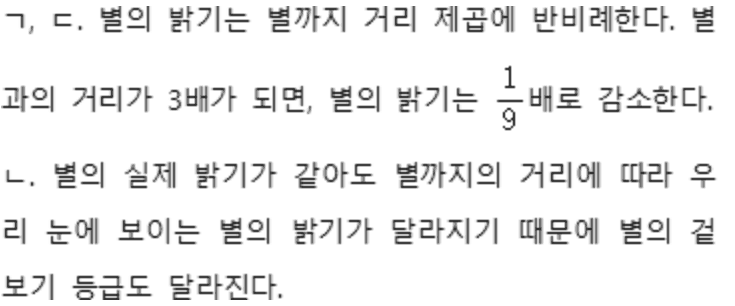 ㄱ, ㄷ. 별의 밝기는 별까지 거리 제곱에 반비례한다. 별
과의 거리가 3배가 되면, 별의 밝기는 1/9배로 감소한다.
ㄴ. 별의 실제 밝기가 같아도 별까지의 거리에 따라 우
리 눈에 보이는 별의 밝기가 달라지기 때문에 별의 겉
보기 등급도 달라진다.